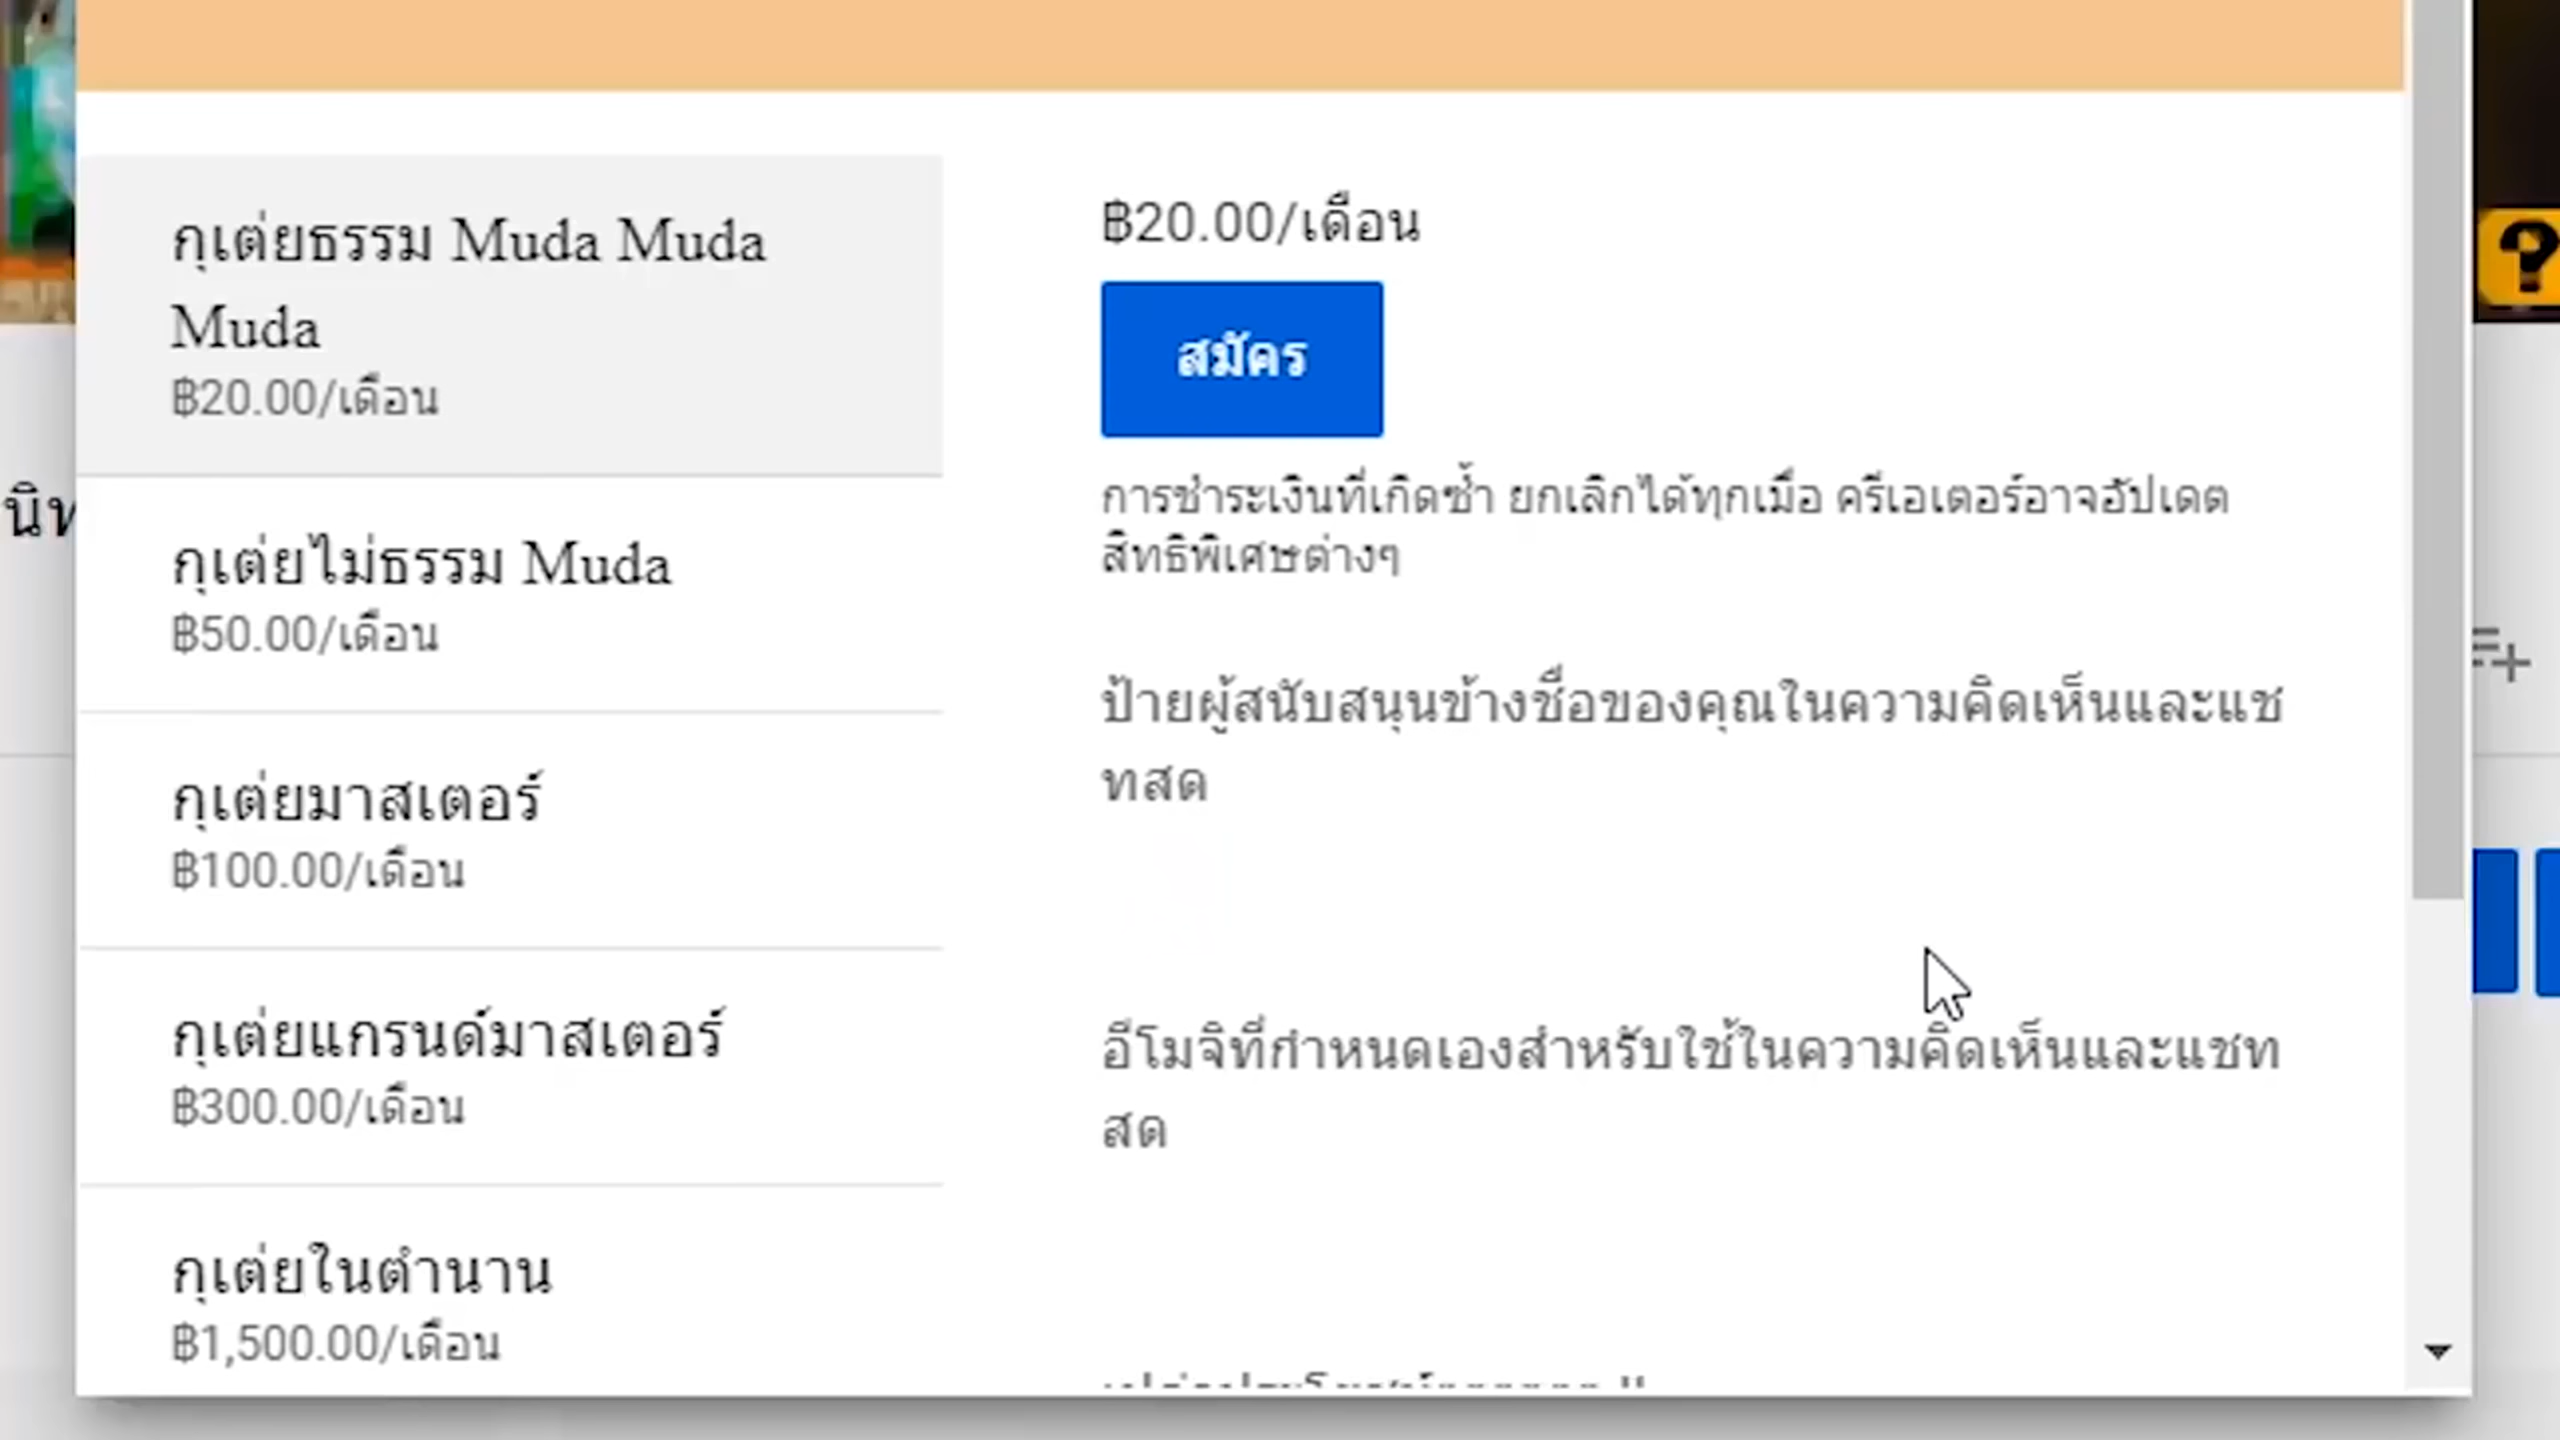 กุเต่ยธรรม Muda Muda
Muda
฿20.00/เดือน
กุเต่ยไม่ธรรม Muda
฿50.00/เดือน
กุเต่ยมาสเตอร์
฿100.00/เดือน
กุเต่ยแกรนด์มาสเตอร์
฿300.00/เดือน
กุเต่ยในตำนาน
฿1,500.00/เดือน
฿20.00/เดือน
สมัคร
การชำระเงินที่เกิดซ้ำ ยกเลิกได้ทุกเมื่อ ครีเอเตอร์อาจอัปเดต
สิทธิพิเศษต่างๆ
ป้ายผู้สนับสนุนข้างชื่อของคุณในความคิดเห็นและแช
ทสด
อีโมจิที่กำหนดเองสำหรับใช้ในความคิดเห็นและแชท
สด
?